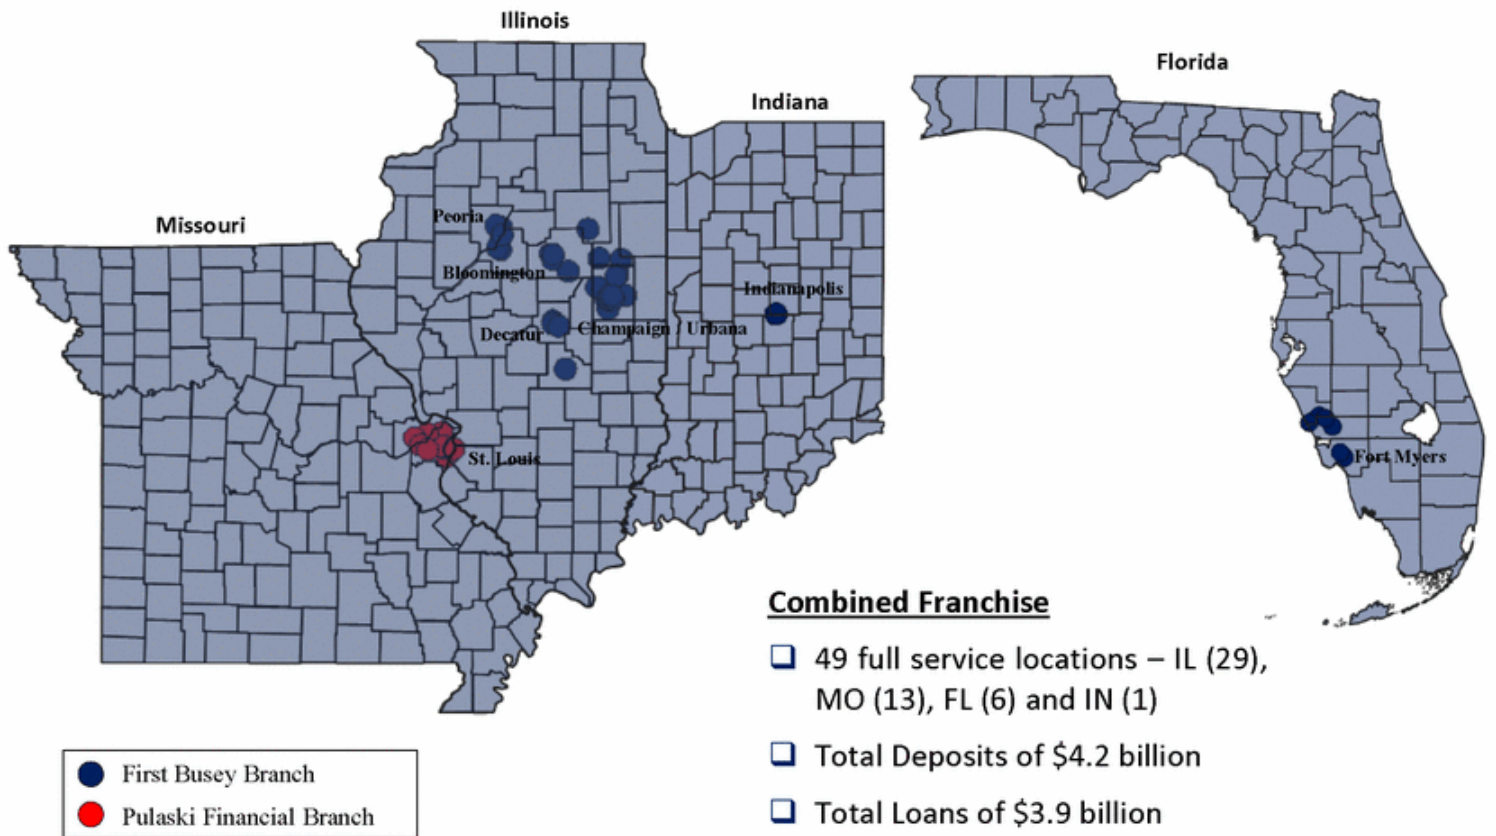 Illinois
Florida
Indiana
Missouri
Peoria
Bloomington
Indianapolis
Decatur
Champaign / Urbana
St. Louis
Fort Myers
Combined Franchise
49 full service locations – IL (29),
MO (13), FL (6) and IN (1)
Total Deposits of $4.2 billion
Total Loans of $3.9 billion
First Busey Branch
Pulaski Financial Branch